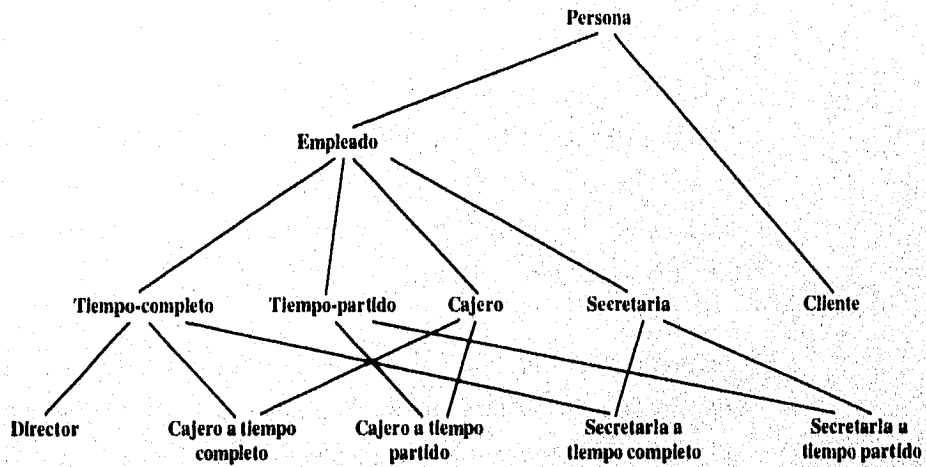 Persona
Empleado
Tiempo-completo
Tiempo-partido
Cajero
Secretaria
Cliente
Director
Cajero a tiempo
completo
Cajero a tiempo
partido
Secretaria a
tiempo completo
Secretaria a
tiempo partido